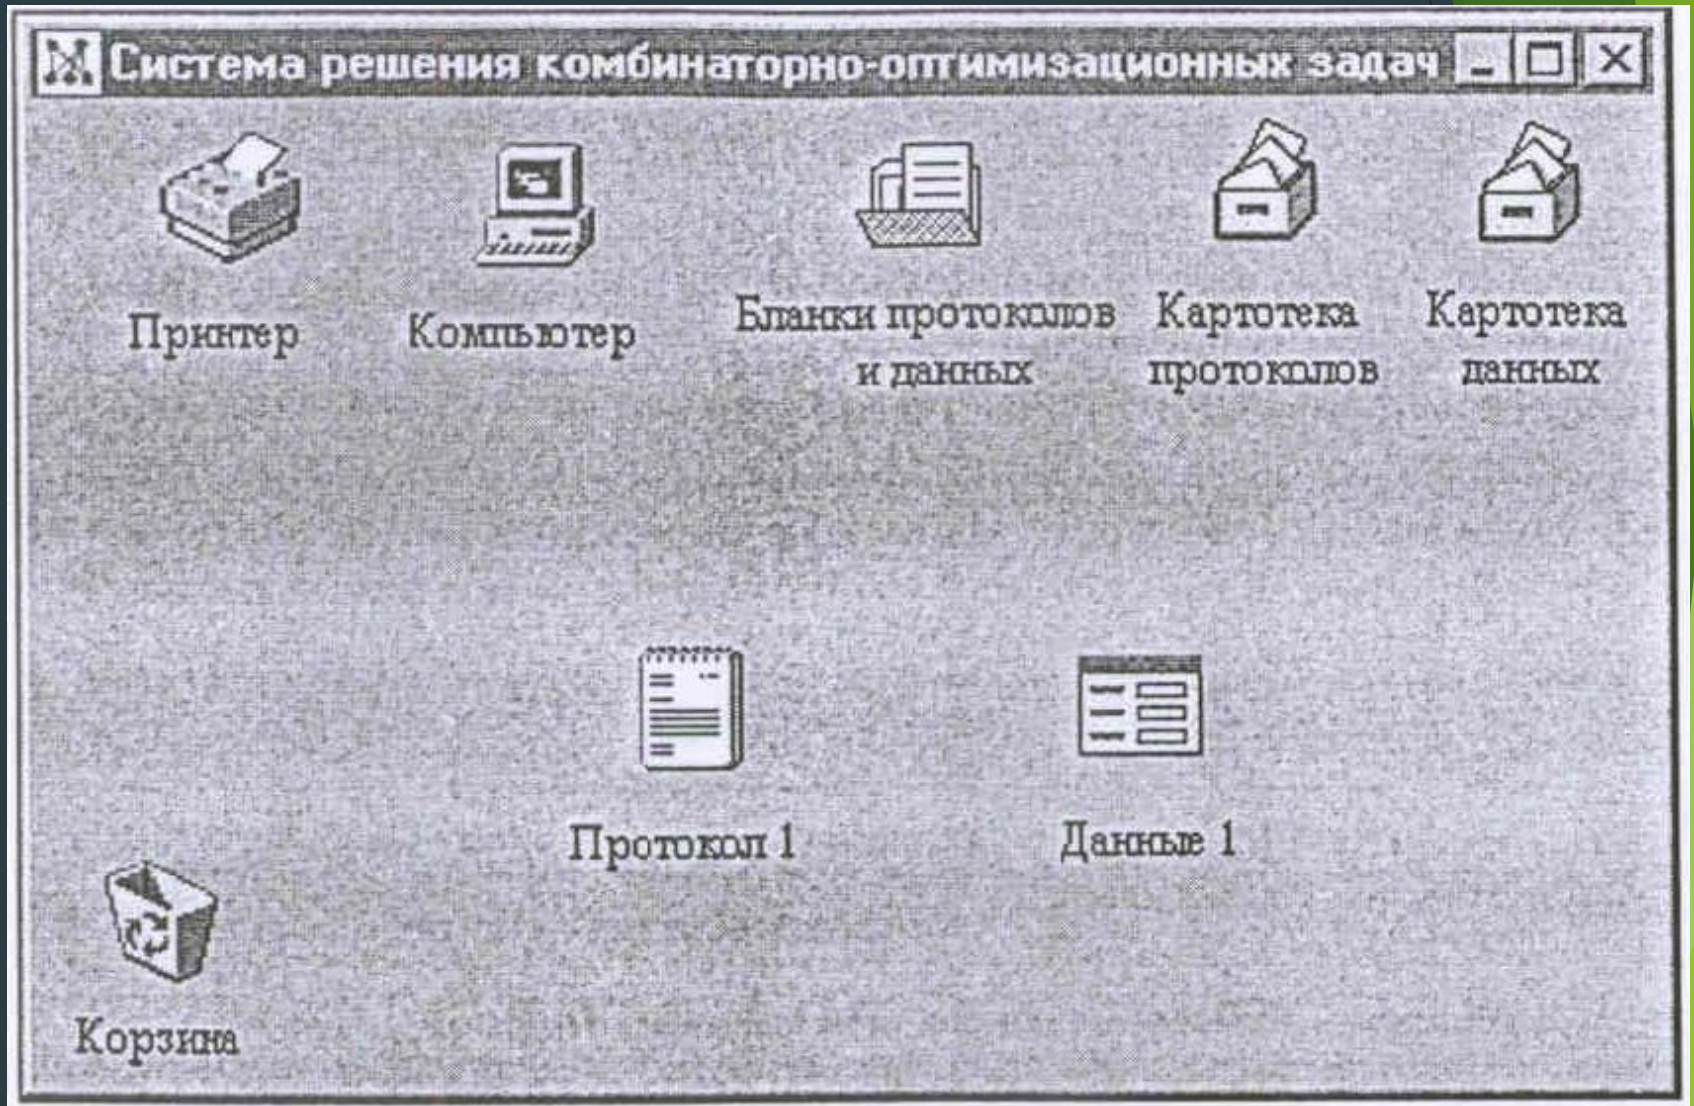 Система решения комбинаторно-оптимизационных задач
Принтер
Компьютер
Бланки протоколов
и данных
Картотека
протоколов
Картотека
данных
Протокол 1
Данные 1
Корзина